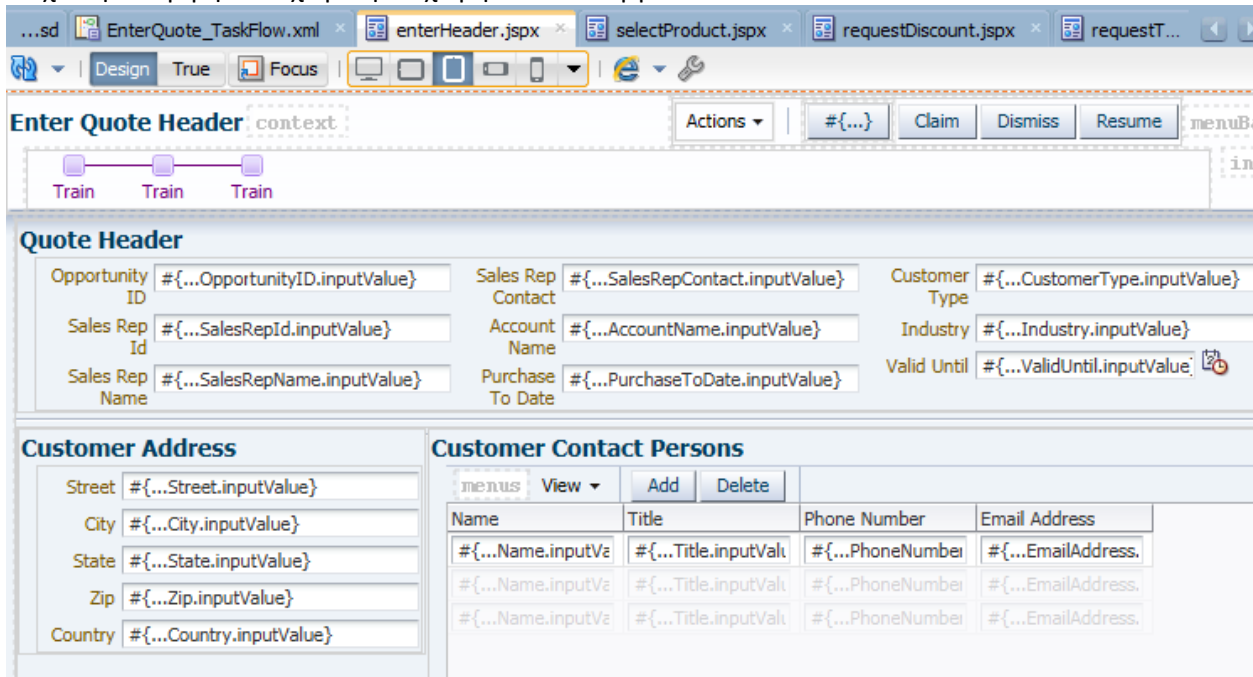 ...sd EnterQuote_TaskFlow.xml enterHeader.jspx selectProduct.jspx requestDiscount.jspx requestT...
Design True Focus
Enter Quote Header context Actions #{...} Claim Dismiss Resume
Train Train Train
Quote Header
Opportunity ID #{...OpportunityID.inputValue} Sales Rep Contact #{...SalesRepContact.inputValue} Customer Type #{...CustomerType.inputValue}
Sales Rep Id #{...SalesRepId.inputValue} Account Name #{...AccountName.inputValue} Industry #{...Industry.inputValue}
Sales Rep Name #{...SalesRepName.inputValue} Purchase To Date #{...PurchaseToDate.inputValue} Valid Until #{...ValidUntil.inputValue
Customer Address Customer Contact Persons
menus View Add Delete
Street #{...Street.inputValue}
City #{...City.inputValue}
State #{...State.inputValue}
Zip #{...Zip.inputValue}
Country #{...Country.inputValue}
Name Title Phone Number Email Address
#{...Name.inputVa #{...Title.inputValu #{...PhoneNumber #{...EmailAddress.
#{...Name.inputVa #{...Title.inputValu #{...PhoneNumber #{...EmailAddress.
#{...Name.inputVa #{...Title.inputValu #{...PhoneNumber #{...EmailAddress.